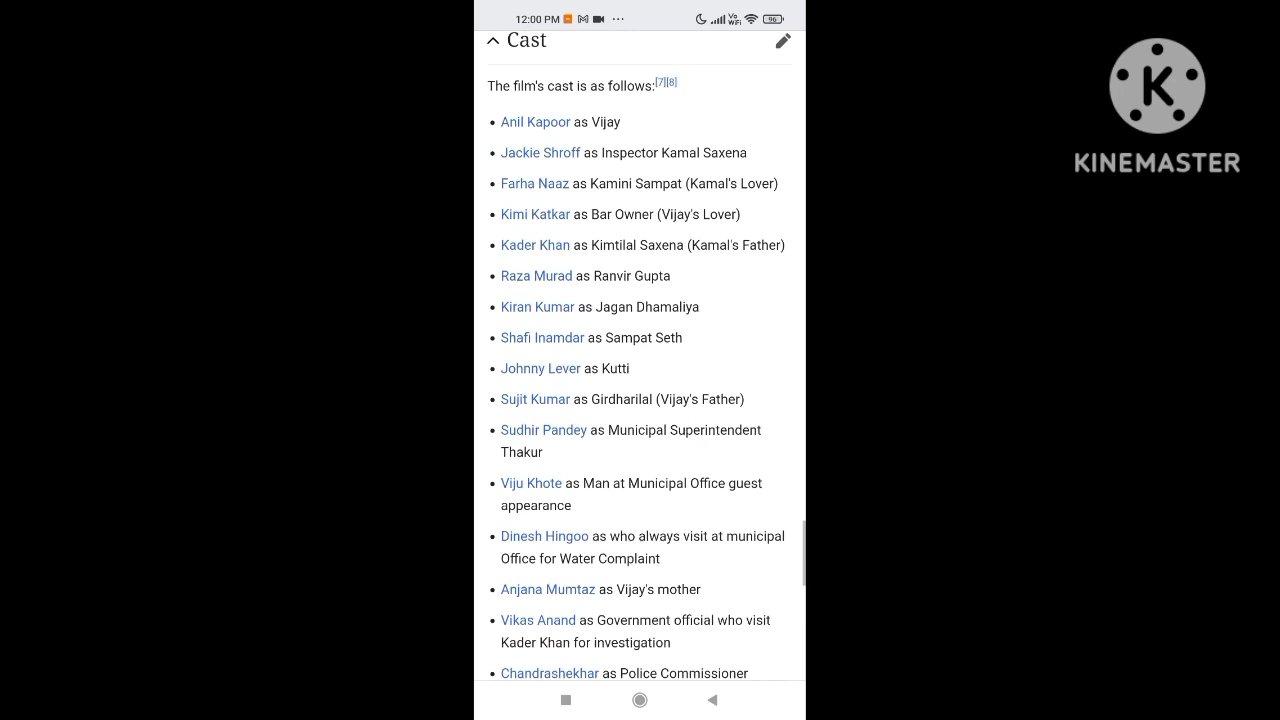 12:00 PM
Vo
WiFi
96
Cast
The film's cast is as follows:[7][8]
• Anil Kapoor as Vijay
• Jackie Shroff as Inspector Kamal Saxena
• Farha Naaz as Kamini Sampat (Kamal's Lover)
• Kimi Katkar as Bar Owner (Vijay's Lover)
• Kader Khan as Kimtilal Saxena (Kamal's Father)
• Raza Murad as Ranvir Gupta
• Kiran Kumar as Jagan Dhamaliya
• Shafi Inamdar as Sampat Seth
• Johnny Lever as Kutti
• Sujit Kumar as Girdharilal (Vijay's Father)
• Sudhir Pandey as Municipal Superintendent
Thakur
• Viju Khote as Man at Municipal Office guest
appearance
• Dinesh Hingoo as who always visit at municipal
Office for Water Complaint
• Anjana Mumtaz as Vijay's mother
• Vikas Anand as Government official who visit
Kader Khan for investigation
• Chandrashekhar as Police Commissioner
K
KINEMASTER